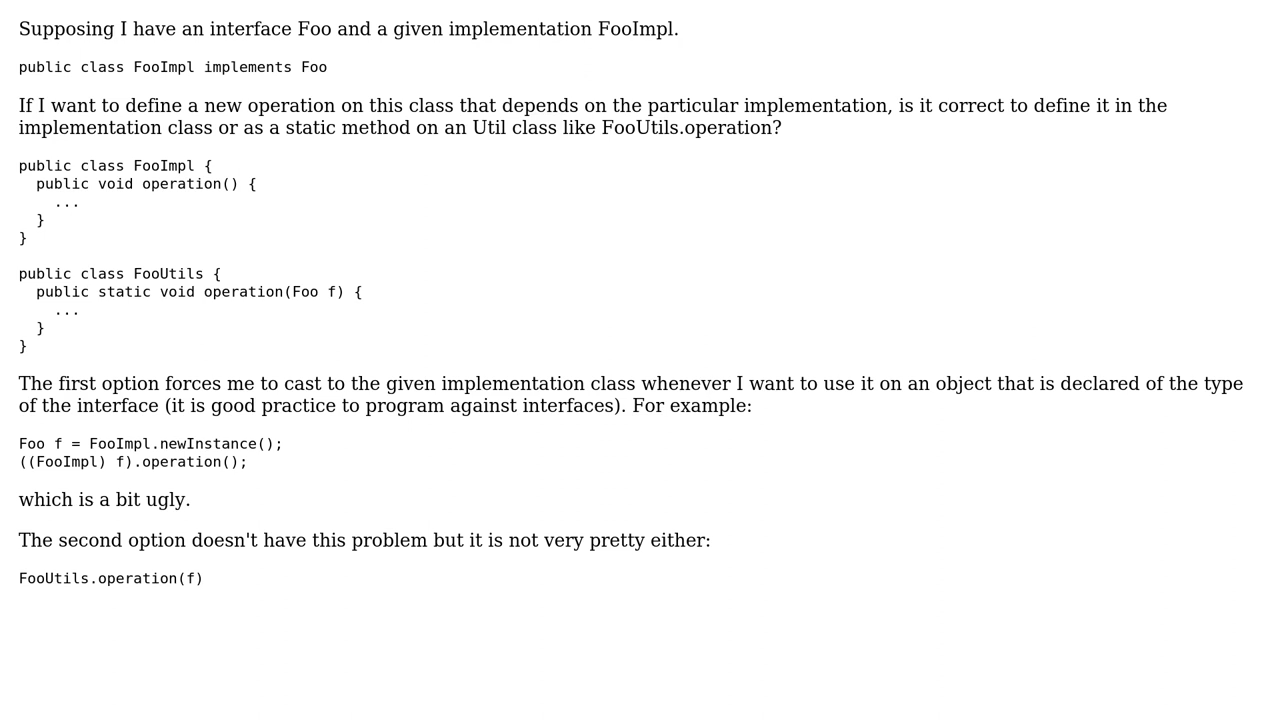 Supposing I have an interface Foo and a given implementation FooImpl.
public class FooImpl implements Foo
If I want to define a new operation on this class that depends on the particular implementation, is it correct to define it in the
implementation class or as a static method on an Util class like FooUtils.operation?
public class FooImpl {
  public void operation() {
    ...
  }
}
public class FooUtils {
  public static void operation(Foo f) {
    ...
  }
}
The first option forces me to cast to the given implementation class whenever I want to use it on an object that is declared of the type
of the interface (it is good practice to program against interfaces). For example:
Foo f = FooImpl.newInstance();
((FooImpl) f).operation();
which is a bit ugly.
The second option doesn't have this problem but it is not very pretty either:
FooUtils.operation(f)